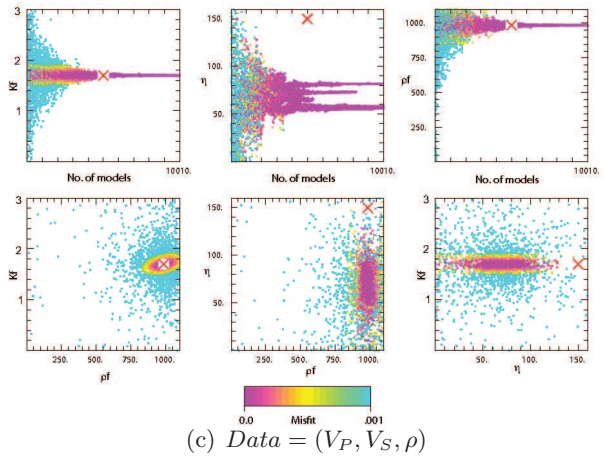 3
2
1
Kf
No. of models
10010.
150.
100.
50.
η
No. of models
10010.
1000.
750.
500.
250.
ρf
No. of models
10010.
3
2
1
Kf
250. 500. 750. 1000.
ρf
150.
100.
50.
η
250. 500. 750. 1000.
ρf
3
2
1
Kf
50. 100. 150.
η
0.0 Misfit .001
(c) Data = (V_P, V_S, ρ)